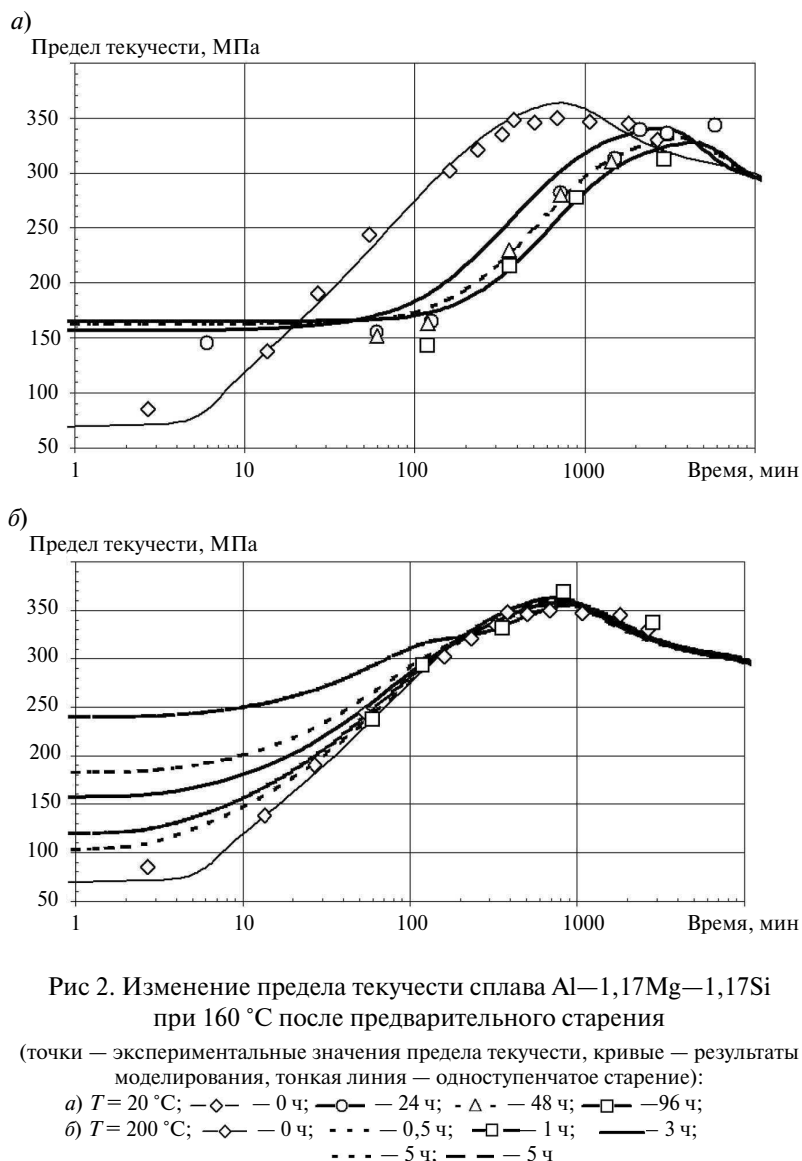 а)
Предел текучести, МПа
350
300
250
200
150
100
50
1
10
100
1000
Время, мин
б)
Предел текучести, МПа
350
300
250
200
150
100
50
1
10
100
1000
Время, мин
Рис 2. Изменение предела текучести сплава Al—1,17Mg—1,17Si
при 160 °С после предварительного старения
(точки — экспериментальные значения предела текучести, кривые — результаты
моделирования, тонкая линия — одноступенчатое старение):
а) T = 20 °С; — 0 ч; — 24 ч; — 48 ч; —96 ч;
б) T = 200 °С; — 0 ч; — 0,5 ч; — 1 ч; — 3 ч;
— 5 ч; — 5 ч